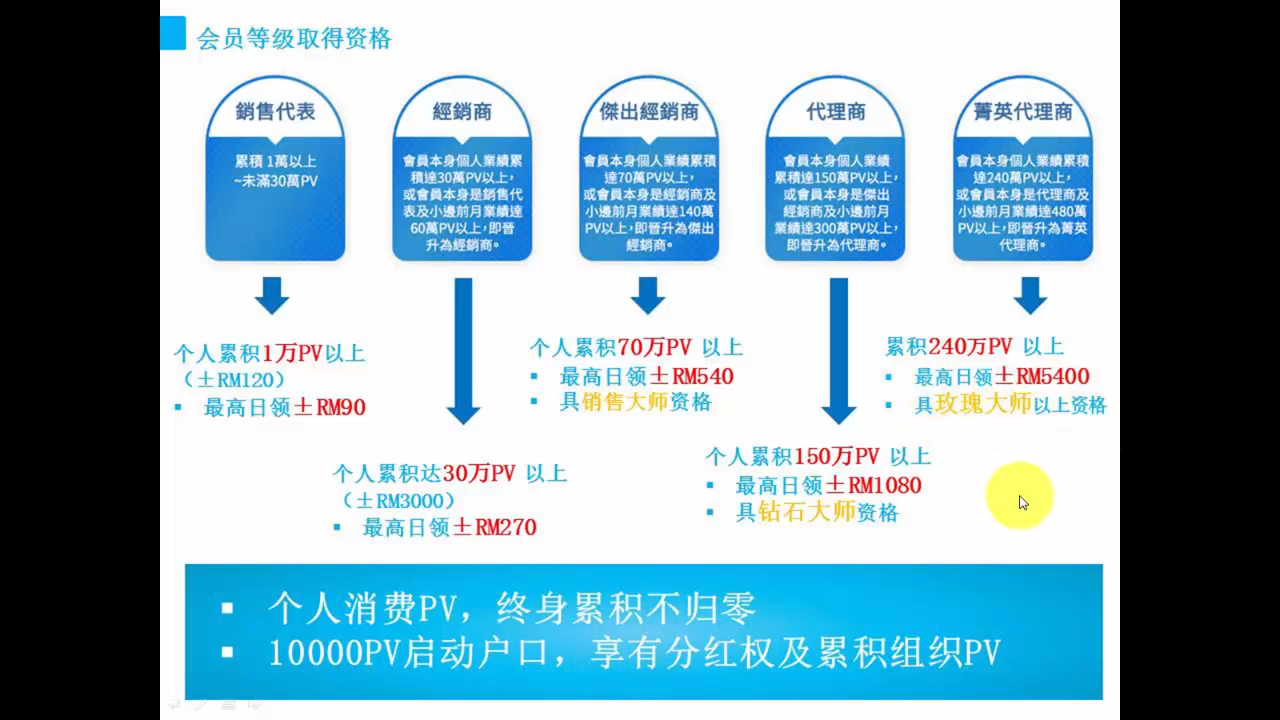 会员等级取得资格
銷售代表
累積 1萬以上
~未滿30萬PV
經銷商
會員本身個人業績累
積達30萬PV以上，
或會員本身是銷售代
表及小邊前月業績達
60萬PV以上，即晉
升為經銷商。
傑出經銷商
會員本身個人業績累積
達70萬PV以上，
或會員本身是經銷商及
小邊前月業績達140萬
PV以上，即晉升為傑出
經銷商。
代理商
會員本身個人業績
累積達150萬PV以上，
或會員本身是傑出
經銷商及小邊前月
業績達300萬PV以上，
即晉升為代理商。
菁英代理商
會員本身個人業績累積
達240萬PV以上，
或會員本身是代理商及
小邊前月業績達480萬
PV以上，即晉升為菁英
代理商。
个人累积1万PV以上
（±RM120）
▪ 最高日领±RM90
个人累积达30万PV 以上
（±RM3000）
▪ 最高日领±RM270
个人累积70万PV 以上
▪ 最高日领±RM540
▪ 具销售大师资格
个人累积150万PV 以上
▪ 最高日领±RM1080
▪ 具钻石大师资格
累积240万PV 以上
▪ 最高日领±RM5400
▪ 具玫瑰大师以上资格
▪ 个人消费PV，终身累积不归零
▪ 10000PV启动户口，享有分红权及累积组织PV